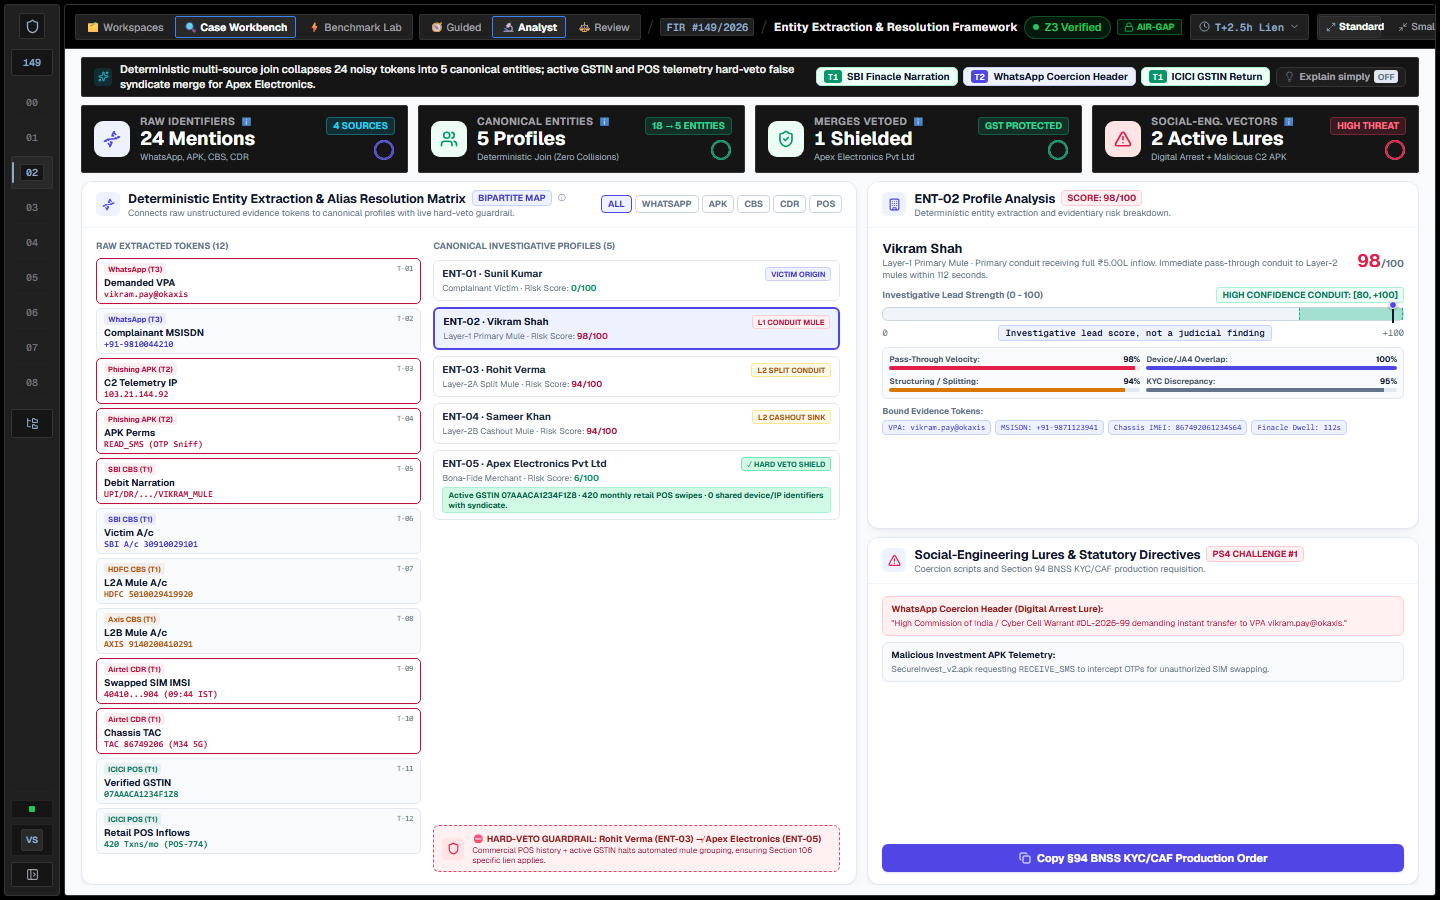 Workspaces
Case Workbench
Benchmark Lab
Guided
Analyst
Review
/
FIR #149/2026
/
Entity Extraction & Resolution Framework
Z3 Verified
AIR-GAP
T+2.5h Lien
Standard
Smal
149
00
01
02
03
04
05
06
07
08
VS
Deterministic multi-source join collapses 24 noisy tokens into 5 canonical entities; active GSTIN and POS telemetry hard-veto false
syndicate merge for Apex Electronics.
T1 SBI Finacle Narration
T2 WhatsApp Coercion Header
T1 ICICI GSTIN Return
Explain simply OFF
RAW IDENTIFIERS
24 Mentions
WhatsApp, APK, CBS, CDR
4 SOURCES
CANONICAL ENTITIES
5 Profiles
Deterministic Join (Zero Collisions)
18 → 5 ENTITIES
MERGES VETOED
1 Shielded
Apex Electronics Pvt Ltd
GST PROTECTED
SOCIAL-ENG. VECTORS
2 Active Lures
Digital Arrest + Malicious C2 APK
HIGH THREAT
Deterministic Entity Extraction & Alias Resolution Matrix
BIPARTITE MAP
Connects raw unstructured evidence tokens to canonical profiles with live hard-veto guardrail.
ALL
WHATSAPP
APK
CBS
CDR
POS
RAW EXTRACTED TOKENS (12)
WhatsApp (T3)
T-01
Demanded VPA
vikram.pay@okaxis
WhatsApp (T3)
T-02
Complainant MSISDN
+91-9810044210
Phishing APK (T2)
T-03
C2 Telemetry IP
103.21.144.92
Phishing APK (T2)
T-04
APK Perms
READ_SMS (OTP Sniff)
SBI CBS (T1)
T-05
Debit Narration
UPI/DR/.../VIKRAM_MULE
SBI CBS (T1)
T-06
Victim A/c
SBI A/c 30910029101
HDFC CBS (T1)
T-07
L2A Mule A/c
HDFC 5010029419920
Axis CBS (T1)
T-08
L2B Mule A/c
AXIS 9140200410291
Airtel CDR (T1)
T-09
Swapped SIM IMSI
40410...904 (09:44 IST)
Airtel CDR (T1)
T-10
Chassis TAC
TAC 86749206 (M34 5G)
ICICI POS (T1)
T-11
Verified GSTIN
07AAACA1234F1Z8
ICICI POS (T1)
T-12
Retail POS Inflows
420 Txns/mo (POS-774)
CANONICAL INVESTIGATIVE PROFILES (5)
ENT-01 · Sunil Kumar
VICTIM ORIGIN
Complainant Victim · Risk Score: 0/100
ENT-02 · Vikram Shah
L1 CONDUIT MULE
Layer-1 Primary Mule · Risk Score: 98/100
ENT-03 · Rohit Verma
L2 SPLIT CONDUIT
Layer-2A Split Mule · Risk Score: 94/100
ENT-04 · Sameer Khan
L2 CASHOUT SINK
Layer-2B Cashout Mule · Risk Score: 94/100
ENT-05 · Apex Electronics Pvt Ltd
✓ HARD VETO SHIELD
Bona-Fide Merchant · Risk Score: 6/100
Active GSTIN 07AAACA1234F1Z8 · 420 monthly retail POS swipes · 0 shared device/IP identifiers
with syndicate.
HARD-VETO GUARDRAIL: Rohit Verma (ENT-03) ↛ Apex Electronics (ENT-05)
Commercial POS history + active GSTIN halts automated mule grouping, ensuring Section 106
specific lien applies.
ENT-02 Profile Analysis
SCORE: 98/100
Deterministic entity extraction and evidentiary risk breakdown.
Vikram Shah
Layer-1 Primary Mule · Primary conduit receiving full ₹5.00L inflow. Immediate pass-through conduit to Layer-2
mules within 112 seconds.
98/100
Investigative Lead Strength (0 - 100)
HIGH CONFIDENCE CONDUIT: [80, +100]
0
Investigative lead score, not a judicial finding
+100
Pass-Through Velocity: 98%
Device/JA4 Overlap: 100%
Structuring / Splitting: 94%
KYC Discrepancy: 95%
Bound Evidence Tokens:
VPA: vikram.pay@okaxis
MSISDN: +91-9871123941
Chassis IMEI: 867492061234564
Finacle Dwell: 112s
Social-Engineering Lures & Statutory Directives
PS4 CHALLENGE #1
Coercion scripts and Section 94 BNSS KYC/CAF production requisition.
WhatsApp Coercion Header (Digital Arrest Lure):
"High Commission of India / Cyber Cell Warrant #DL-2026-99 demanding instant transfer to VPA vikram.pay@okaxis."
Malicious Investment APK Telemetry:
SecureInvest_v2.apk requesting RECEIVE_SMS to intercept OTPs for unauthorized SIM swapping.
Copy §94 BNSS KYC/CAF Production Order